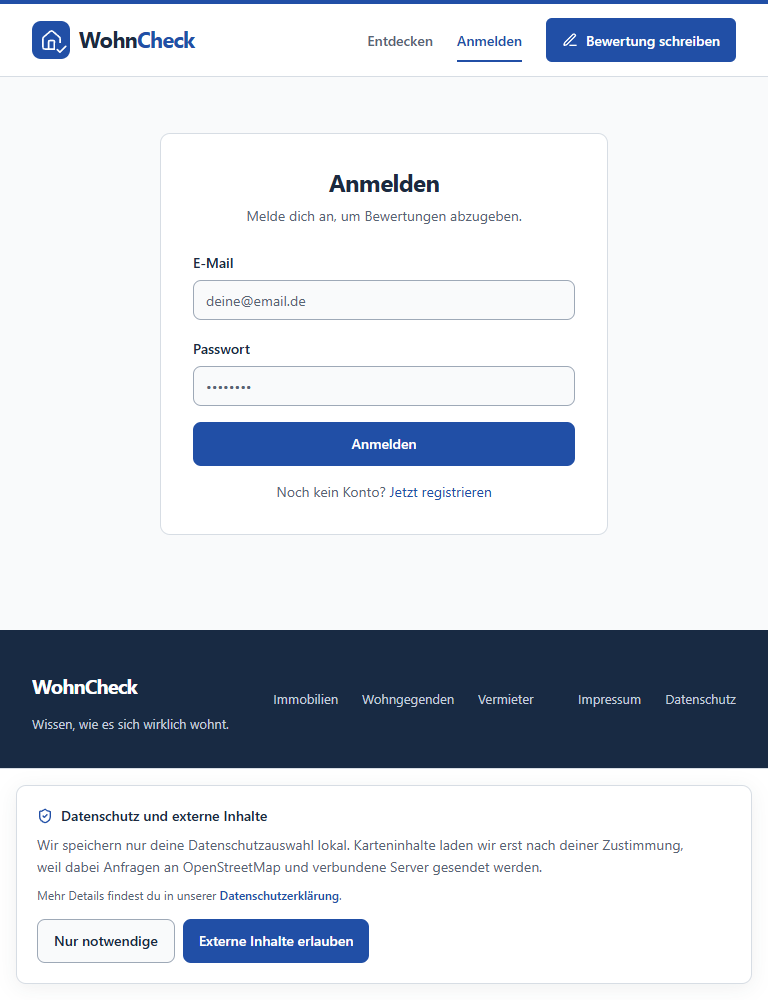 WohnCheck
Entdecken
Anmelden
Bewertung schreiben
Anmelden
Melde dich an, um Bewertungen abzugeben.
E-Mail
deine@email.de
Passwort
••••••••
Anmelden
Noch kein Konto? Jetzt registrieren
WohnCheck
Wissen, wie es sich wirklich wohnt.
Immobilien
Wohngegenden
Vermieter
Impressum
Datenschutz
Datenschutz und externe Inhalte
Wir speichern nur deine Datenschutzauswahl lokal. Karteninhalte laden wir erst nach deiner Zustimmung,
weil dabei Anfragen an OpenStreetMap und verbundene Server gesendet werden.
Mehr Details findest du in unserer Datenschutzerklärung.
Nur notwendige
Externe Inhalte erlauben